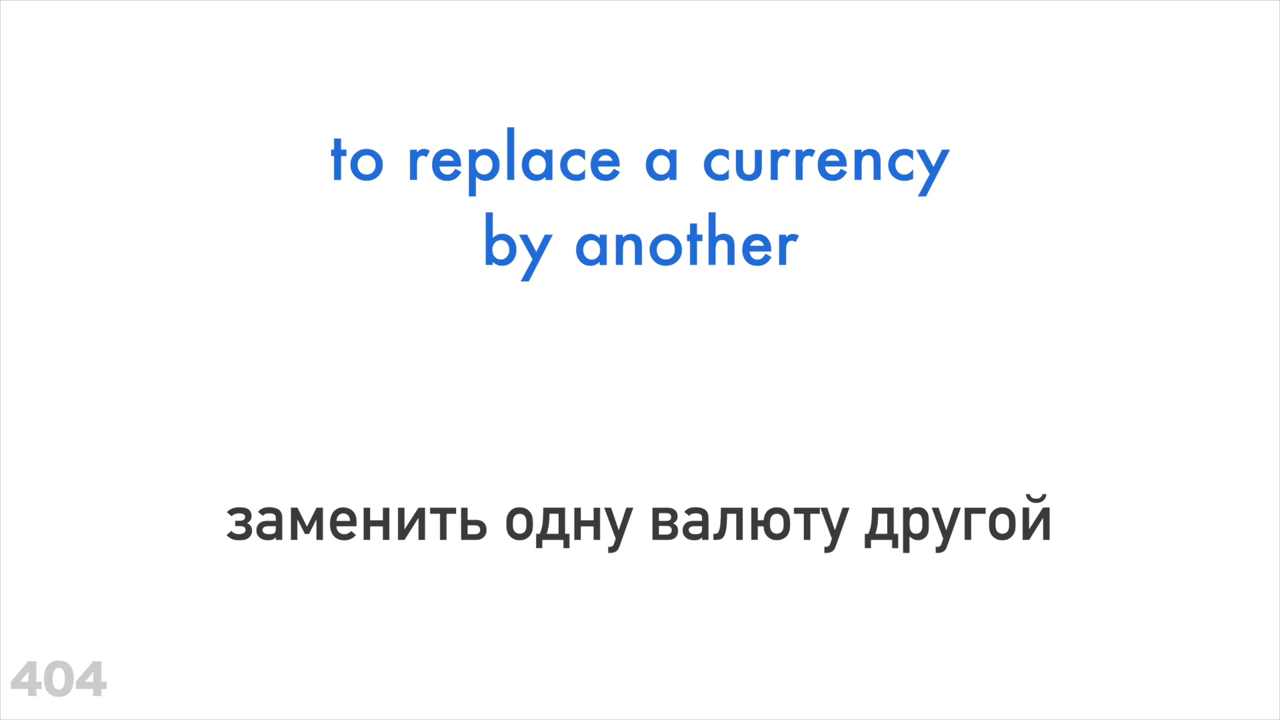 to replace a currency
by another
заменить одну валюту другой
404